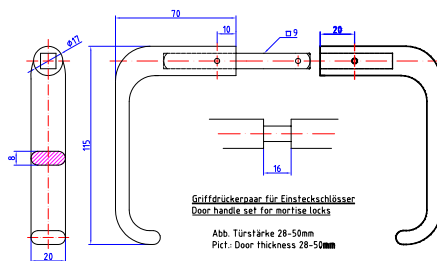 70
Ø17
10
□9
20
115
8
16
20
Griffdrückerpaar für Einsteckschlösser
Door handle set for mortise locks
Abb. Türstärke 28-50mm
Pict.: Door thickness 28-50mm